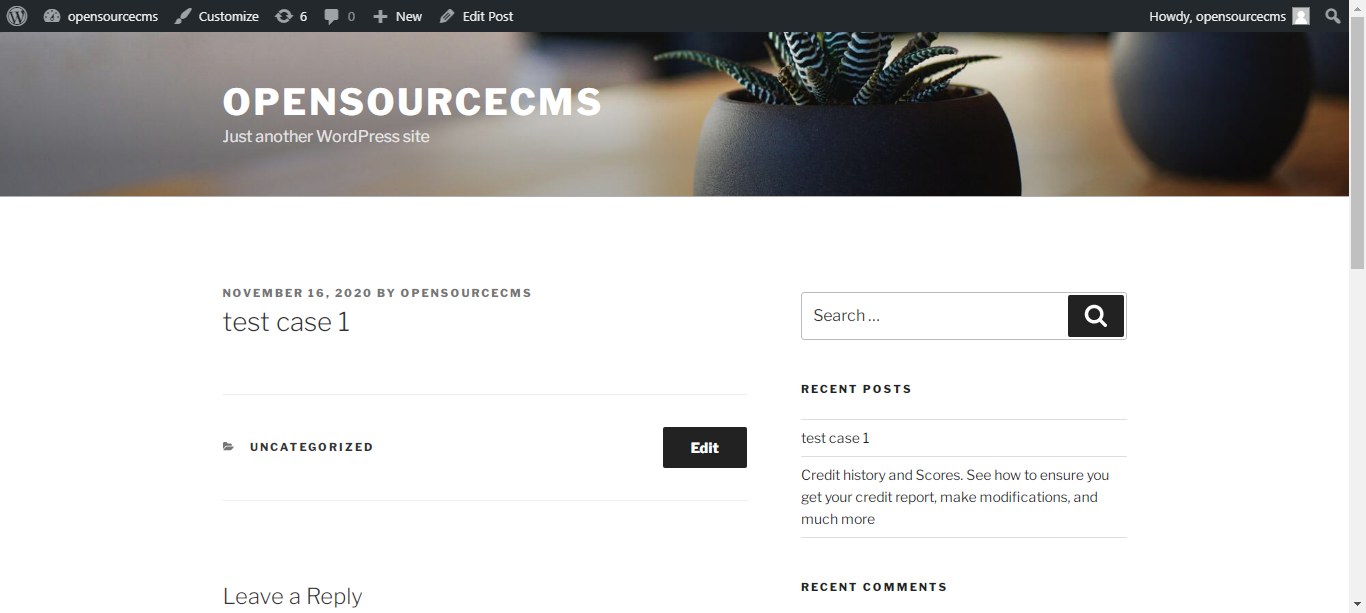 opensourcecms Customize 6 0 New Edit Post Howdy, opensourcecms
OPENSOURCECMS
Just another WordPress site
NOVEMBER 16, 2020 BY OPENSOURCECMS
test case 1
UNCATEGORIZED
Edit
Leave a Reply
Search …
RECENT POSTS
test case 1
Credit history and Scores. See how to ensure you
get your credit report, make modifications, and
much more
RECENT COMMENTS